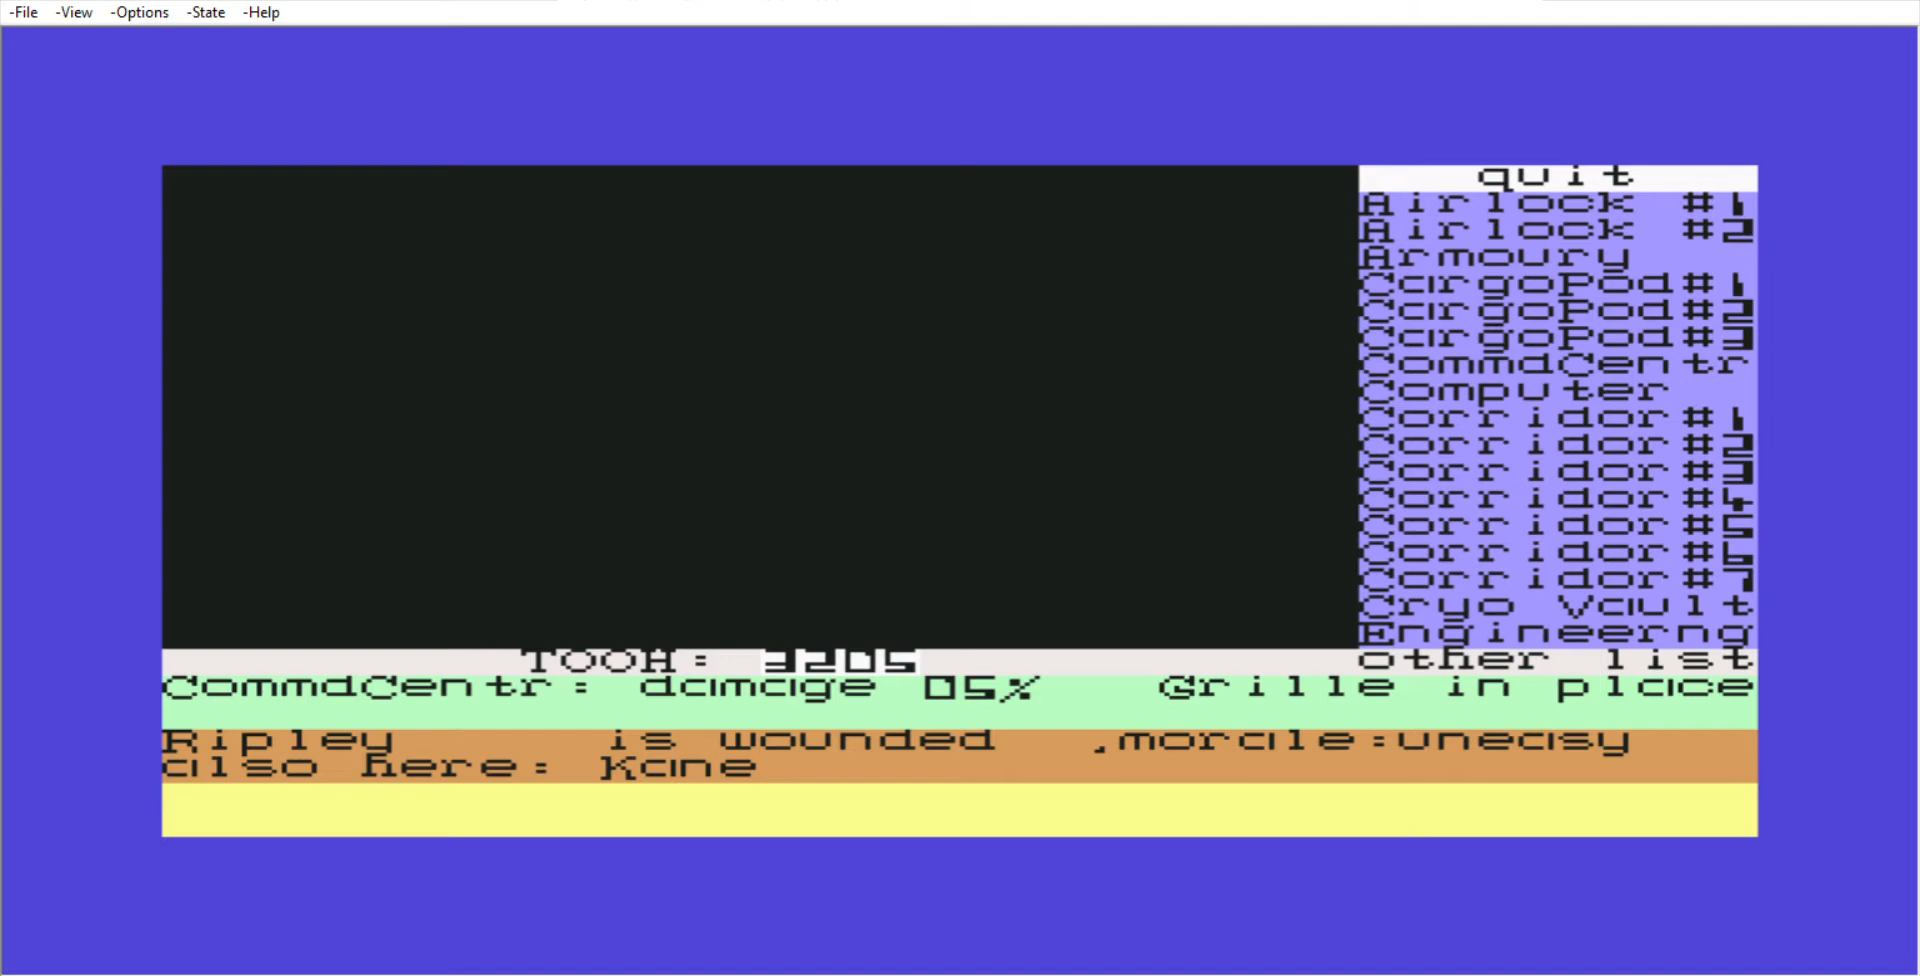 -File -View -Options -State -Help
quit
Airlock #1
Airlock #2
Armoury
CargoPod#1
CargoPod#2
CargoPod#3
CommdCentr
Computer
Corridor#1
Corridor#2
Corridor#3
Corridor#4
Corridor#5
Corridor#6
Corridor#7
Cryo Vault
Engineerng
TOOH: 3205 other list
CommdCentr: damage 05% Grille in place
Ripley is wounded ,morale:uneasy
also here: Kane